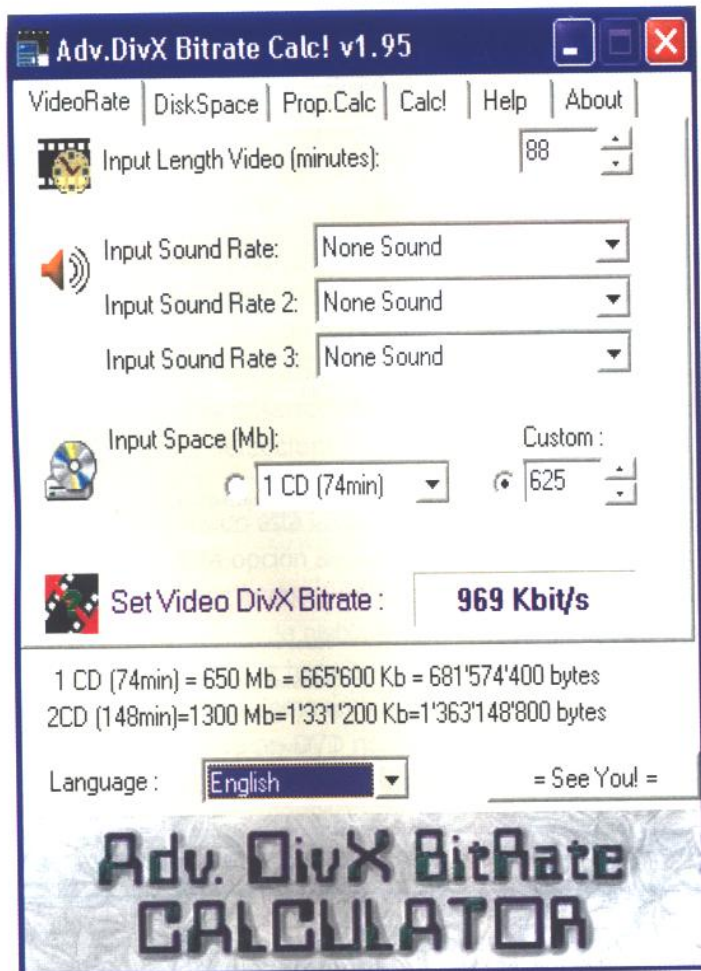 Adv.DivX Bitrate Calc! v1.95
VideoRate DiskSpace Prop.Calc Calc! Help About
Input Length Video (minutes): 88
Input Sound Rate: None Sound
Input Sound Rate 2: None Sound
Input Sound Rate 3: None Sound
Input Space (Mb): Custom :
1 CD (74min) 625
Set Video DivX Bitrate : 969 Kbit/s
1 CD (74min) = 650 Mb = 665'600 Kb = 681'574'400 bytes
2CD (148min)=1300 Mb=1'331'200 Kb=1'363'148'800 bytes
Language : English = See You! =
Adv. DivX BitRate
CALCULATOR